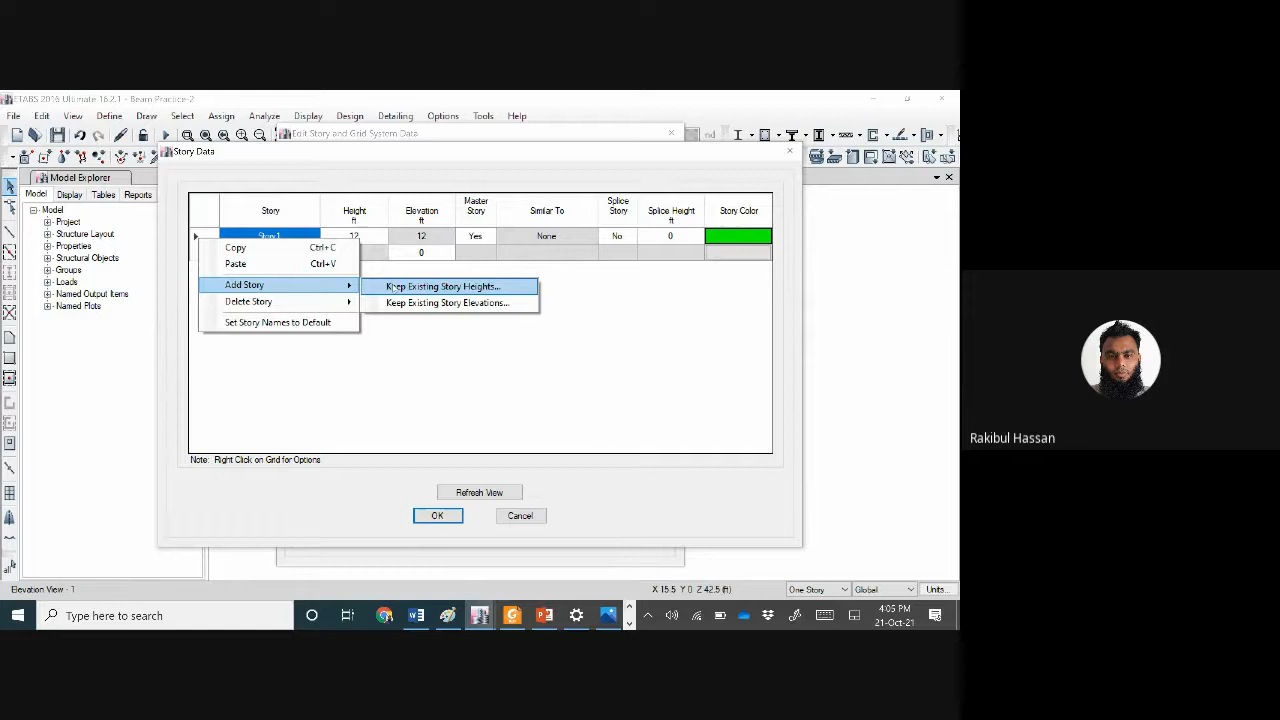 ETABS 2016 Ultimate 16.2.1 - Beam Practice-2
File Edit View Define Draw Select Assign Analyze Display Design Detailing Options Tools Help
Edit Story and Grid System Data
nd
Story Data
Model Explorer
Model Display Tables Reports
Model
Project
Structure Layout
Properties
Structural Objects
Groups
Loads
Named Output Items
Named Plots
Story Height ft Elevation ft Master Story Similar To Splice Story Splice Height ft Story Color
Story1 12 12 Yes None No 0
0
Copy Ctrl+C
Paste Ctrl+V
Add Story
Delete Story
Set Story Names to Default
Keep Existing Story Heights...
Keep Existing Story Elevations...
Note: Right Click on Grid for Options
Refresh View
OK Cancel
Rakibul Hassan
Elevation View - 1
X 15.5 Y 0 Z 42.5 (ft)
One Story Global Units...
Type here to search
4:05 PM
21-Oct-21